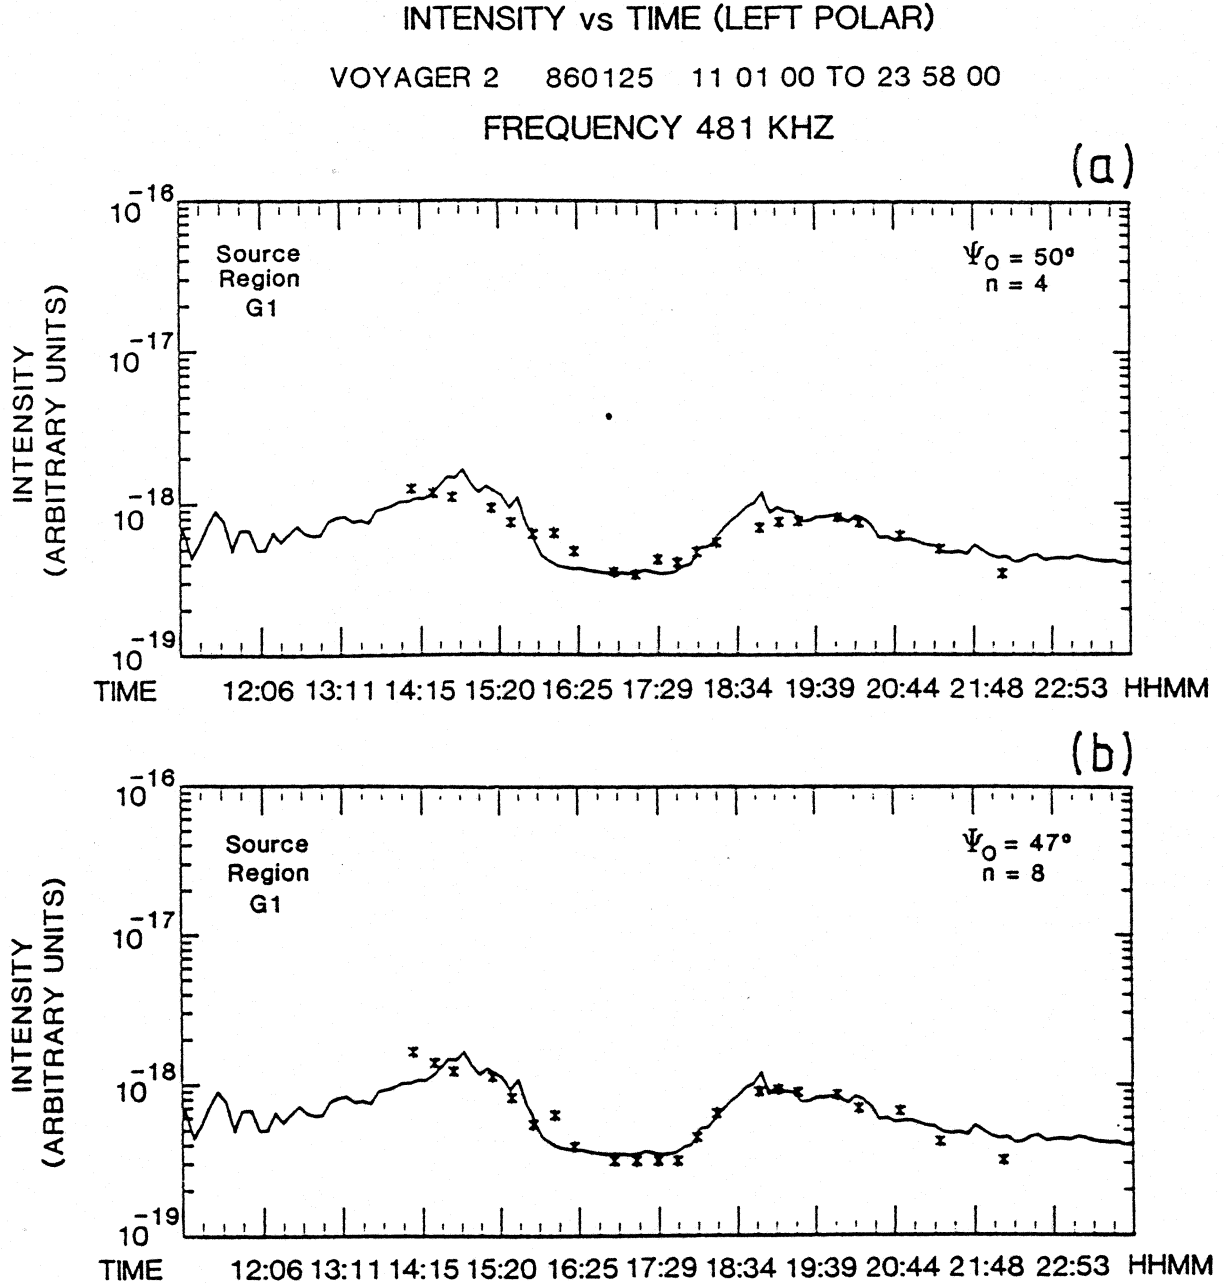 INTENSITY vs TIME (LEFT POLAR)
VOYAGER 2 860125 11 01 00 TO 23 58 00
FREQUENCY 481 KHZ
(a)
10⁻¹⁶
Source
Region
G1
Ψ₀ = 50°
n = 4
10⁻¹⁷
INTENSITY
(ARBITRARY UNITS)
10⁻¹⁸
10⁻¹⁹
TIME 12:06 13:11 14:15 15:20 16:25 17:29 18:34 19:39 20:44 21:48 22:53 HHMM
(b)
10⁻¹⁶
Source
Region
G1
Ψ₀ = 47°
n = 8
10⁻¹⁷
INTENSITY
(ARBITRARY UNITS)
10⁻¹⁸
10⁻¹⁹
TIME 12:06 13:11 14:15 15:20 16:25 17:29 18:34 19:39 20:44 21:48 22:53 HHMM